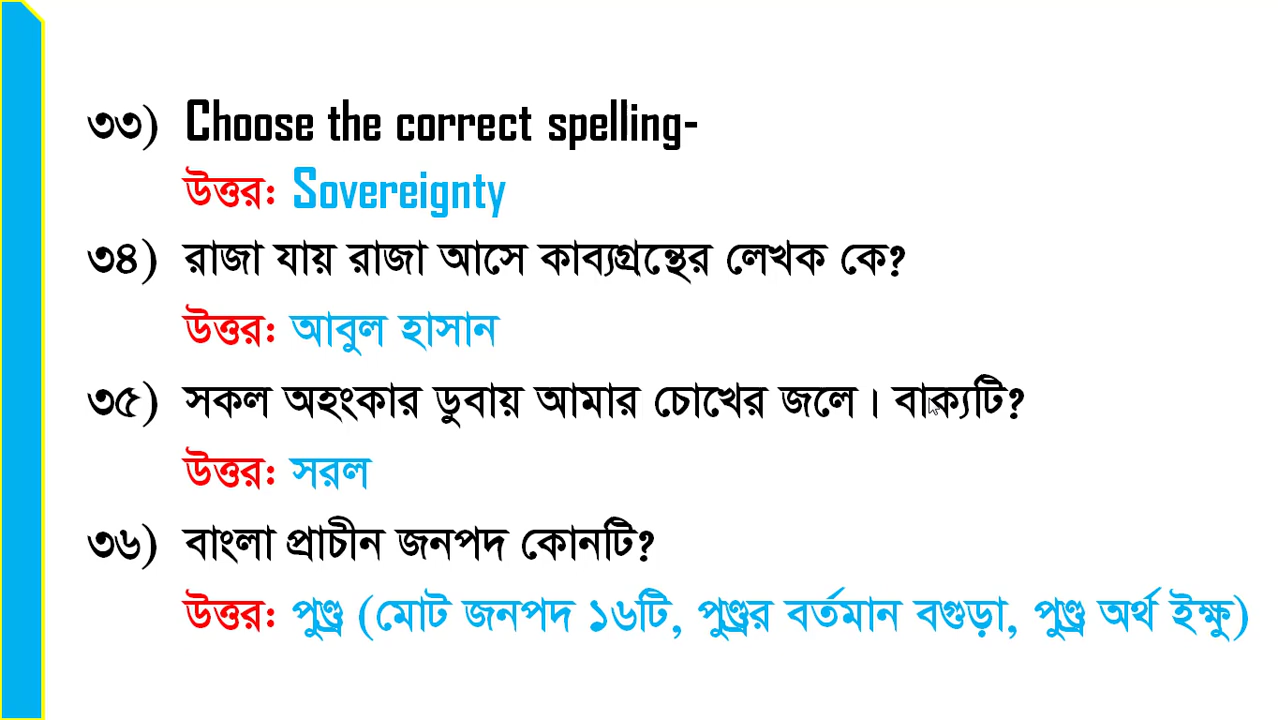 ৩৩) Choose the correct spelling-
উত্তর: Sovereignty
৩৪) রাজা যায় রাজা আসে কাব্যগ্রন্থের লেখক কে?
উত্তর: আবুল হাসান
৩৫) সকল অহংকার ডুবায় আমার চোখের জলে। বাক্যটি?
উত্তর: সরল
৩৬) বাংলা প্রাচীন জনপদ কোনটি?
উত্তর: পুণ্ড্র (মোট জনপদ ১৬টি, পুণ্ড্রর বর্তমান বগুড়া, পুণ্ড্র অর্থ ইক্ষু)